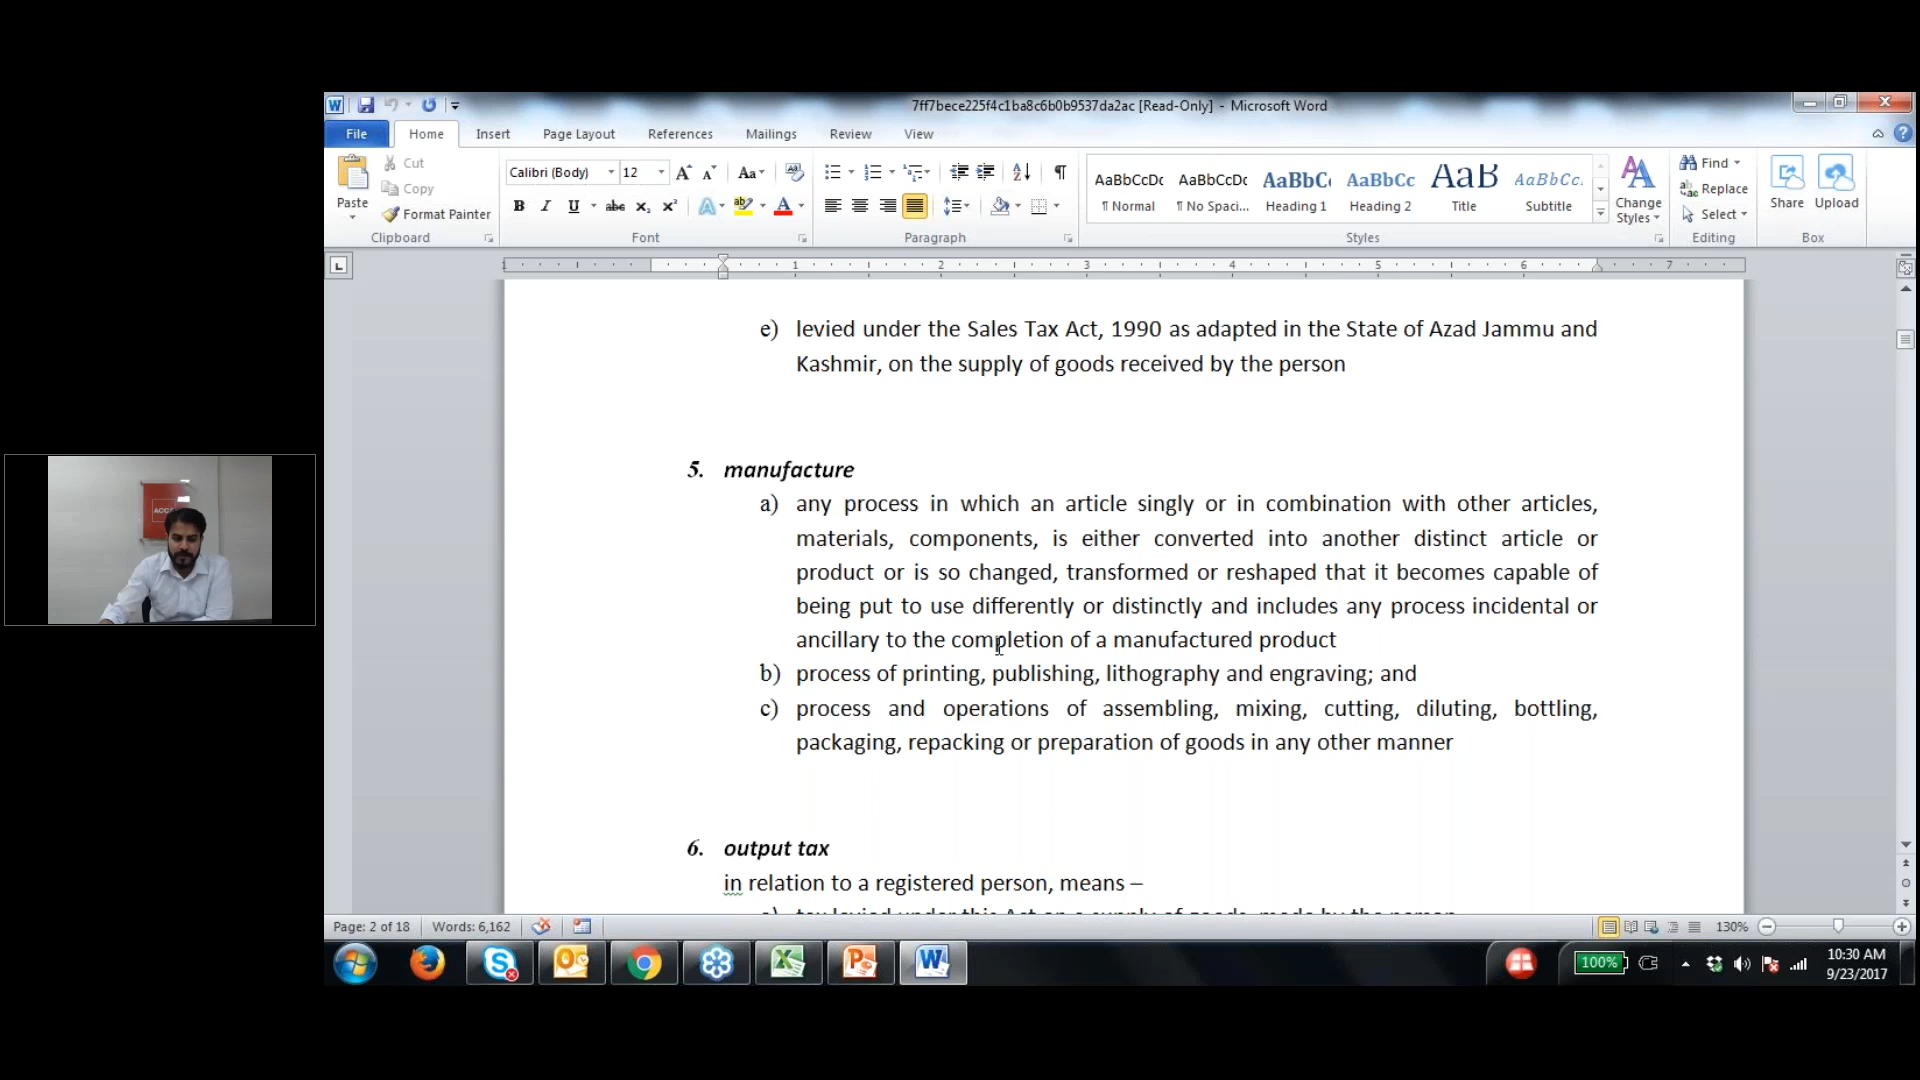 7ff7bece225f4c1ba8c6b0b9537da2ac [Read-Only] - Microsoft Word
File Home Insert Page Layout References Mailings Review View
Paste
Cut
Copy
Format Painter
Clipboard
Calibri (Body) 12
Font
Paragraph
AaBbCcDc AaBbCcDc AaBbC AaBbCc AaB AaBbCc.
¶ Normal ¶ No Spaci... Heading 1 Heading 2 Title Subtitle
Styles
Change Styles
Find
Replace
Select
Editing
Share Upload
Box
1 1 2 3 4 5 6 7
e) levied under the Sales Tax Act, 1990 as adapted in the State of Azad Jammu and
Kashmir, on the supply of goods received by the person
5. manufacture
a) any process in which an article singly or in combination with other articles,
materials, components, is either converted into another distinct article or
product or is so changed, transformed or reshaped that it becomes capable of
being put to use differently or distinctly and includes any process incidental or
ancillary to the completion of a manufactured product
b) process of printing, publishing, lithography and engraving; and
c) process and operations of assembling, mixing, cutting, diluting, bottling,
packaging, repacking or preparation of goods in any other manner
6. output tax
in relation to a registered person, means –
Page: 2 of 18 Words: 6,162 130%
100%
10:30 AM
9/23/2017